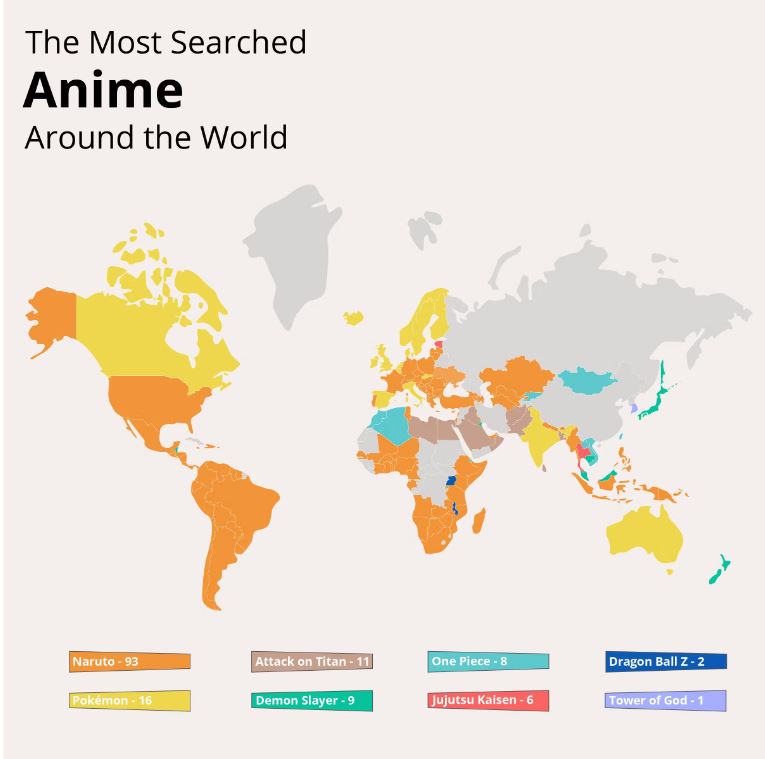 The Most Searched
Anime
Around the World
Naruto - 93
Attack on Titan - 11
One Piece - 8
Dragon Ball Z - 2
Pokémon - 16
Demon Slayer - 9
Jujutsu Kaisen - 6
Tower of God - 1